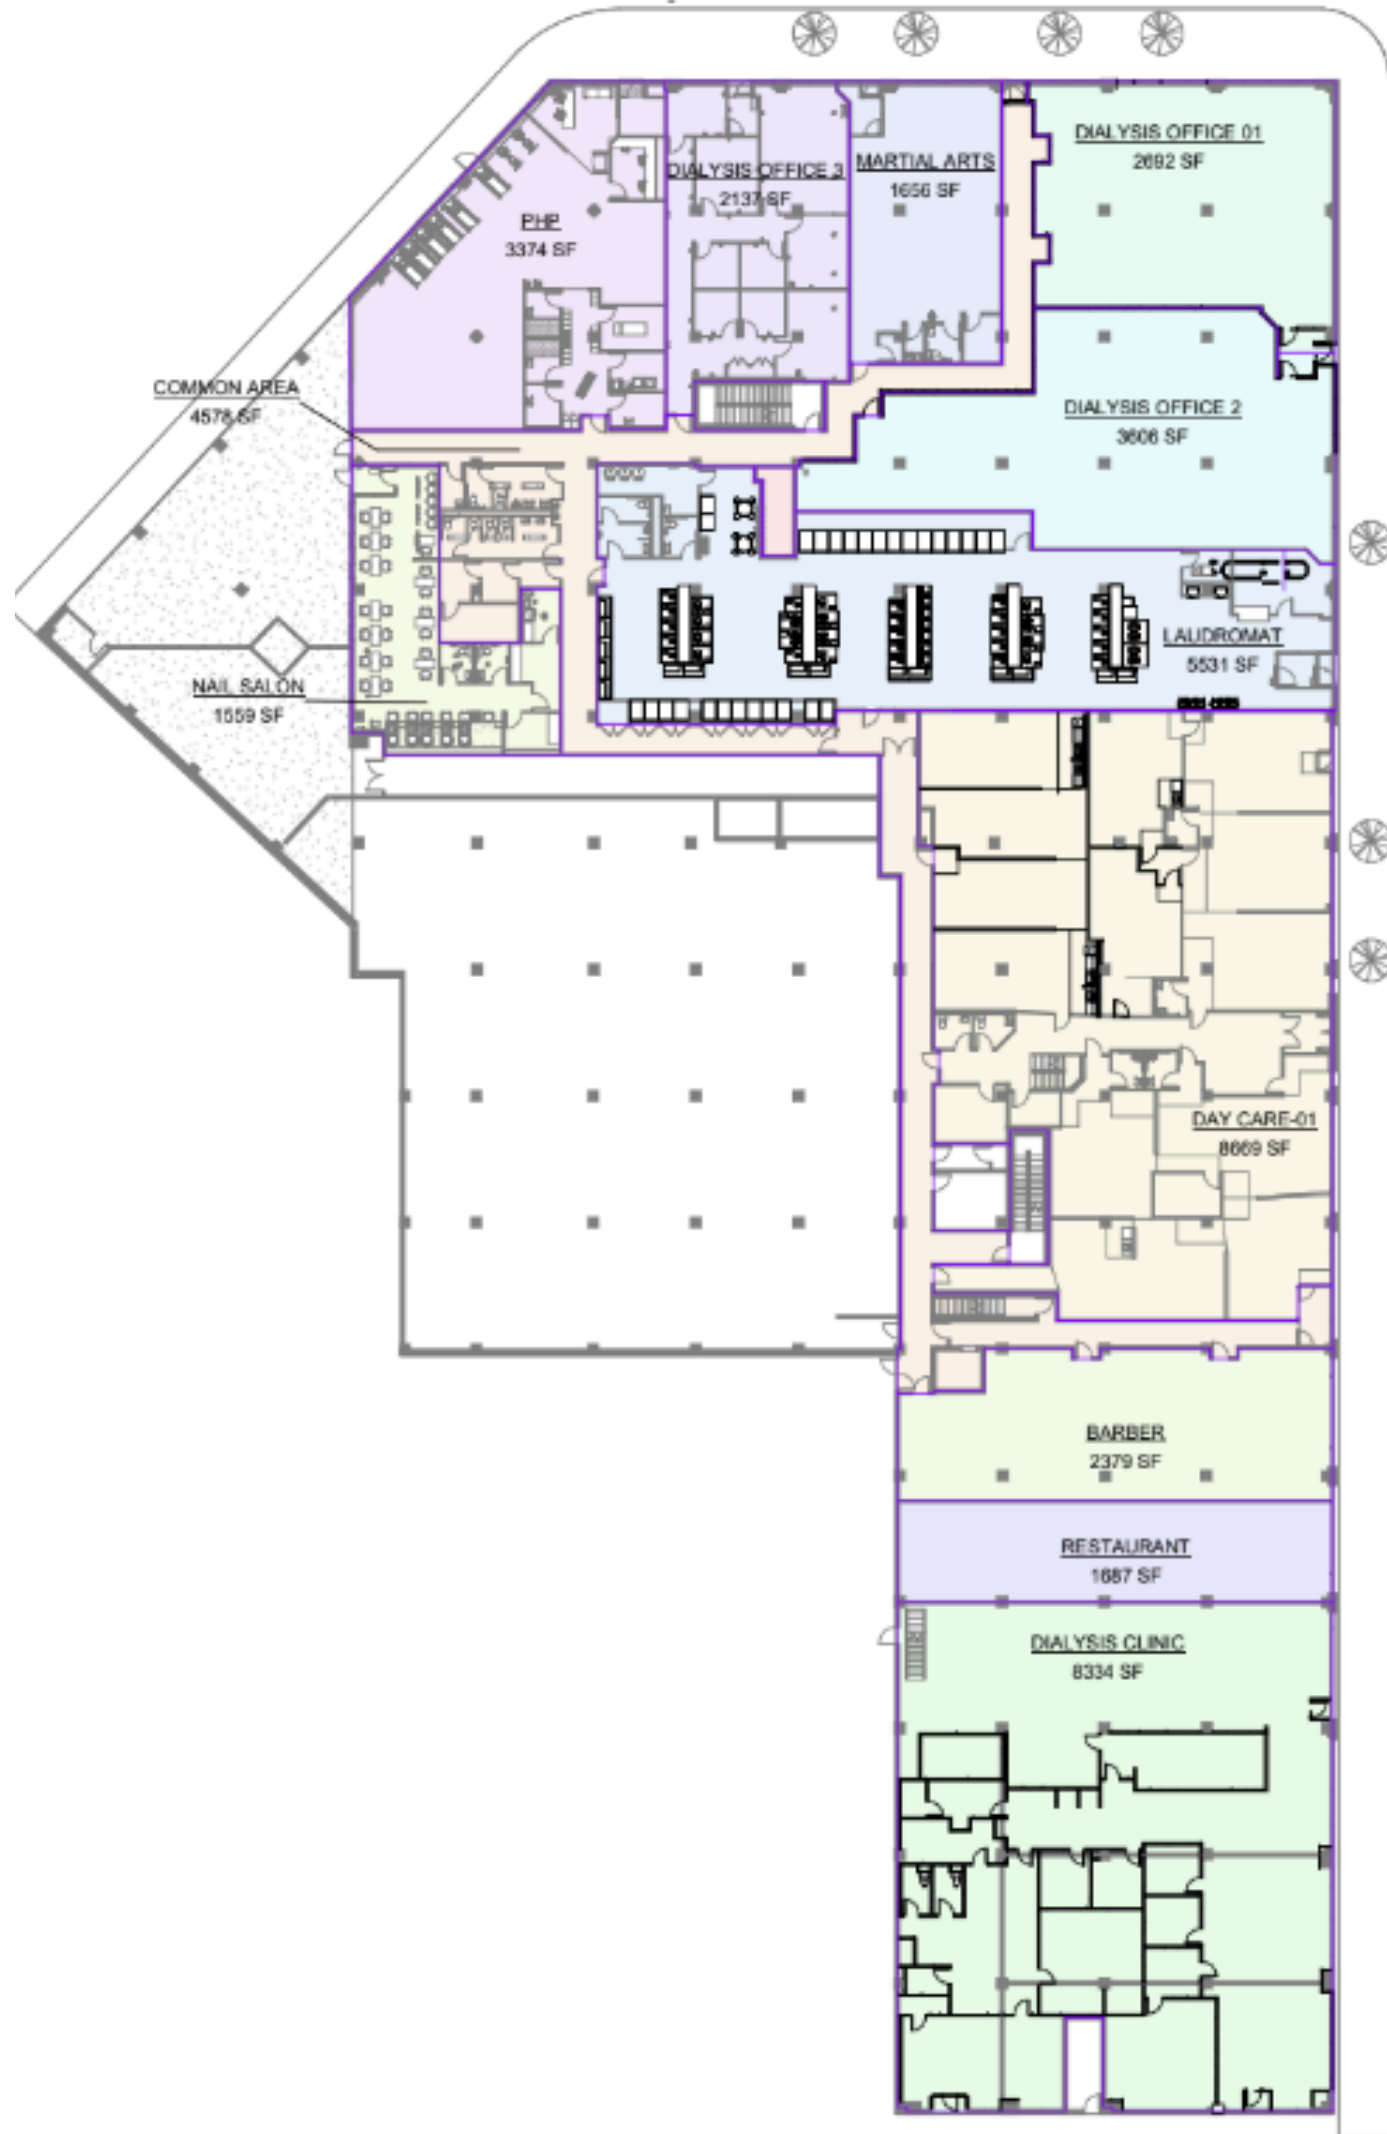 DIALYSIS OFFICE 01
2692 SF
MARTIAL ARTS
1656 SF
DIALYSIS OFFICE 3
2137 SF
PHP
3374 SF
COMMON AREA
4578 SF
DIALYSIS OFFICE 2
3606 SF
LAUDROMAT
5531 SF
NAIL SALON
1559 SF
DAY CARE-01
8669 SF
BARBER
2379 SF
RESTAURANT
1687 SF
DIALYSIS CLINIC
8334 SF